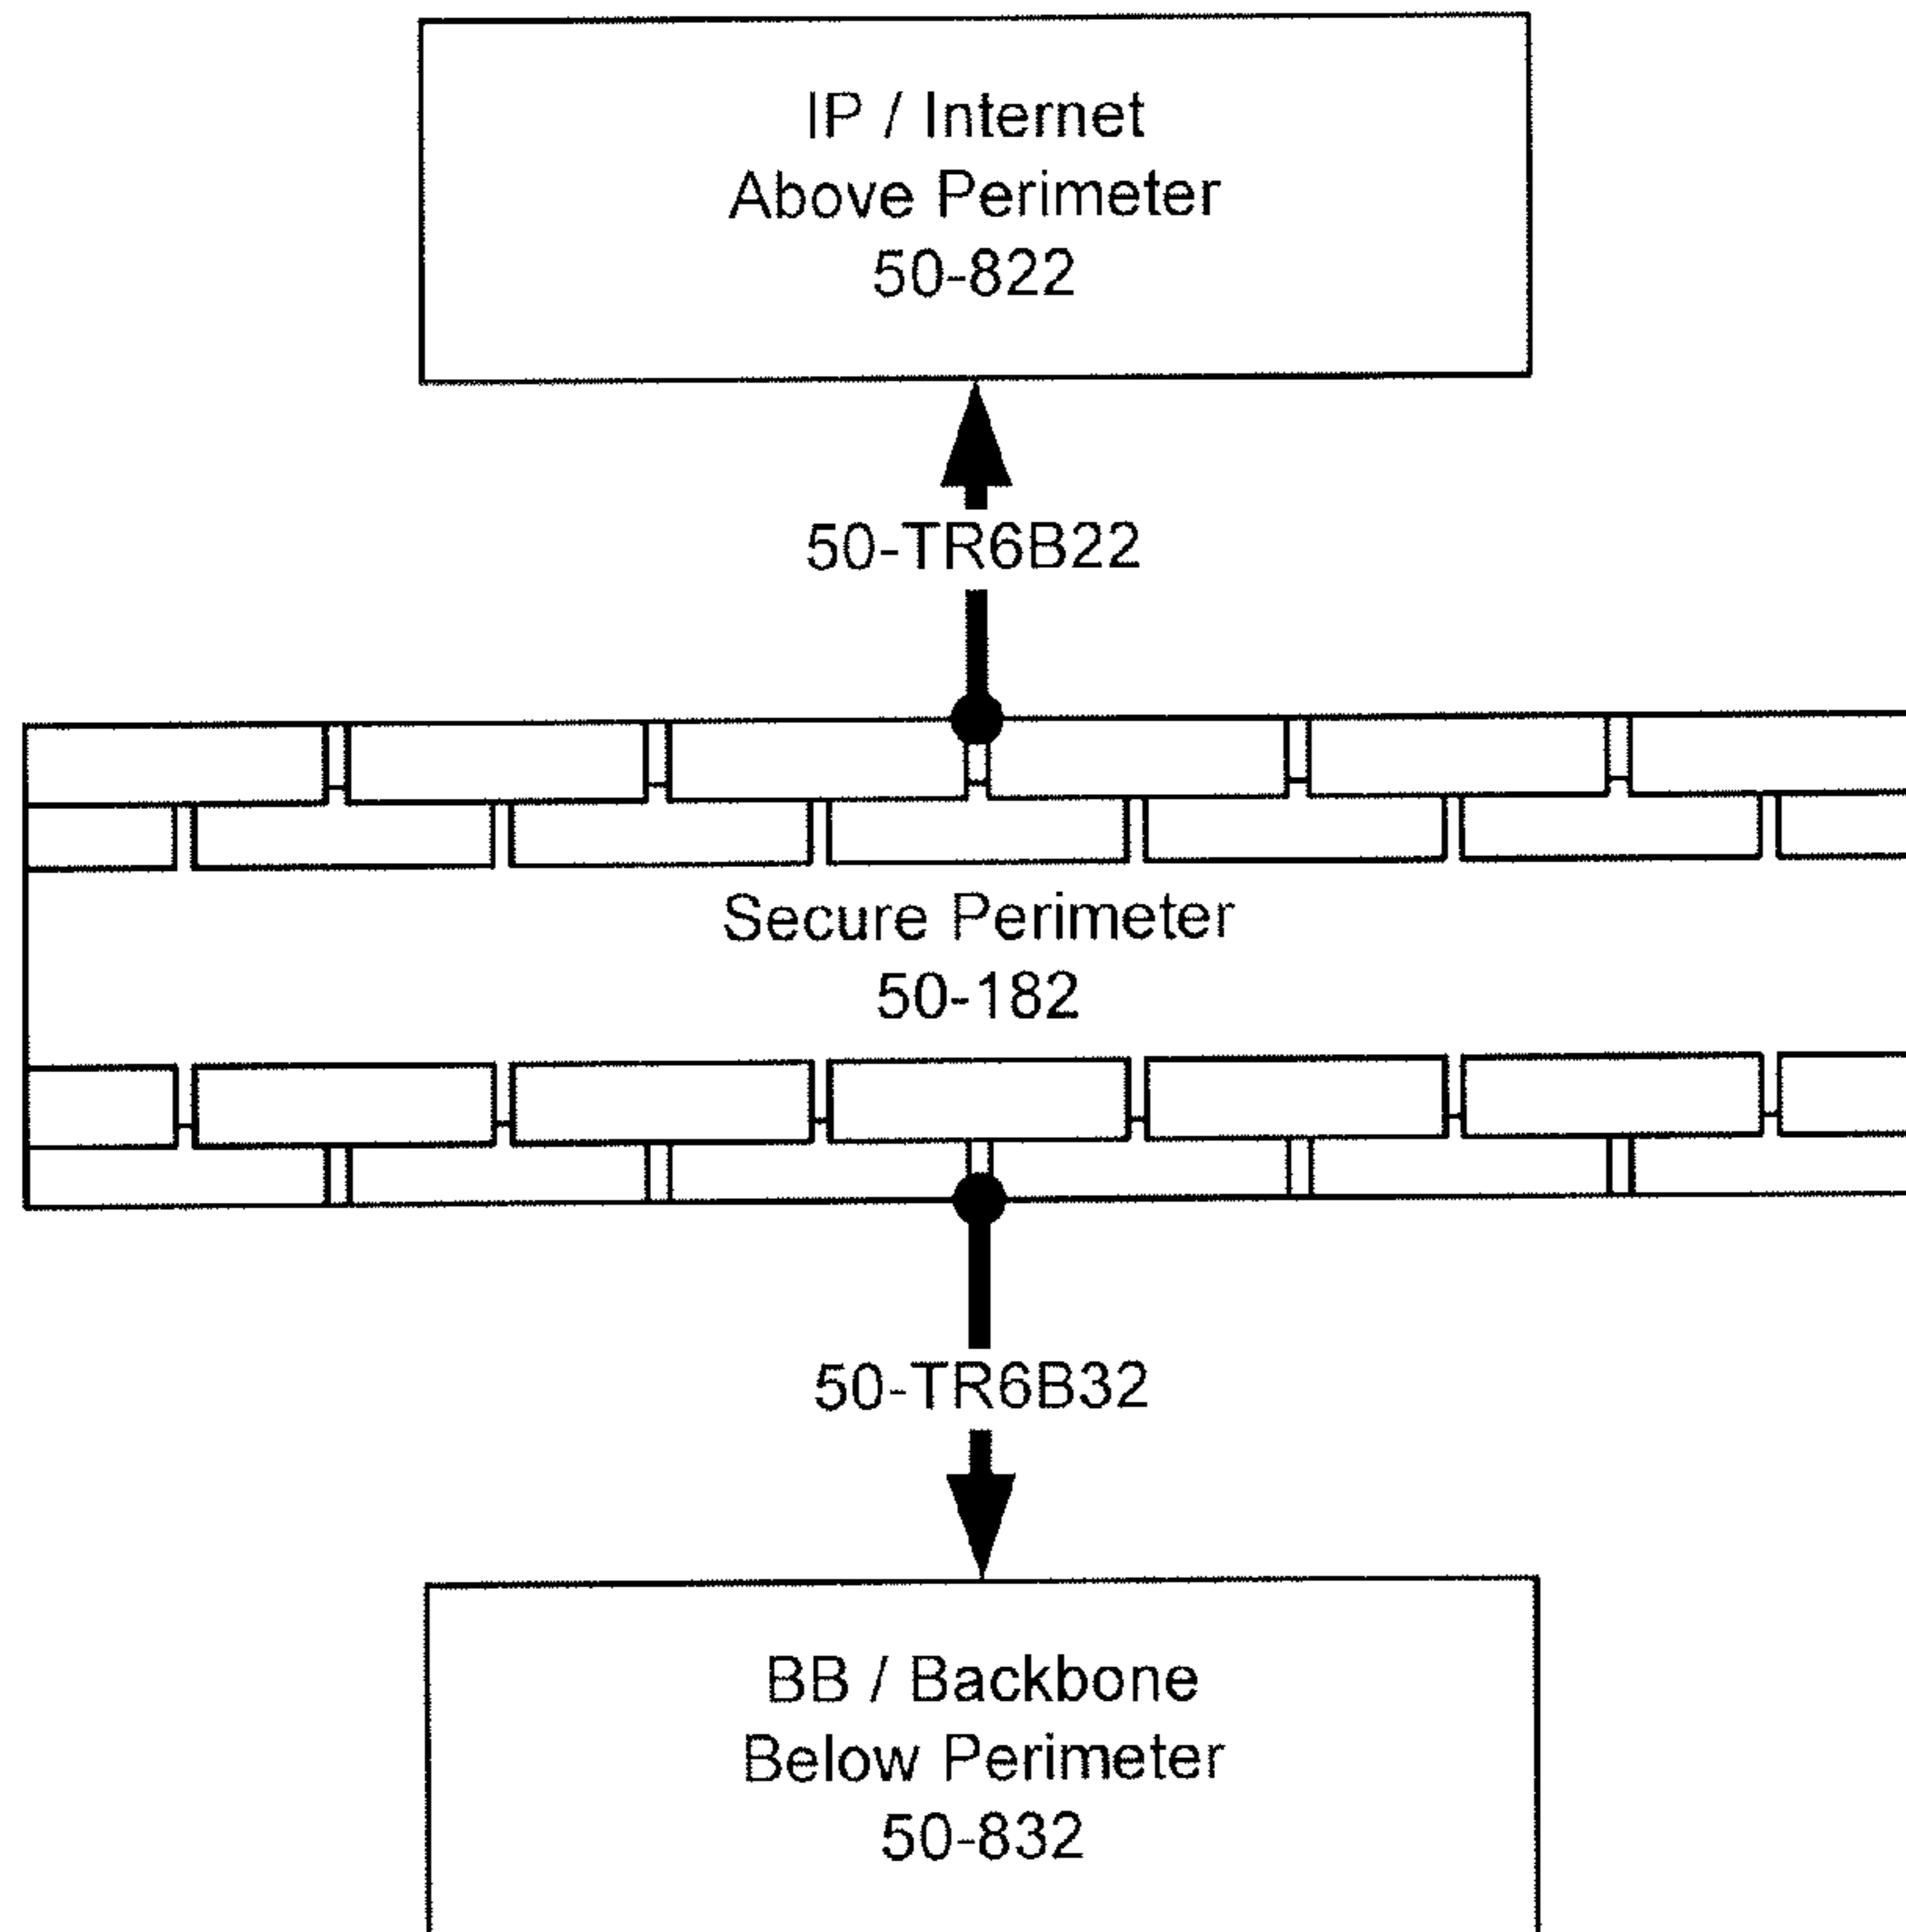 IP / Internet
Above Perimeter
50-822
50-TR6B22
Secure Perimeter
50-182
50-TR6B32
BB / Backbone
Below Perimeter
50-832